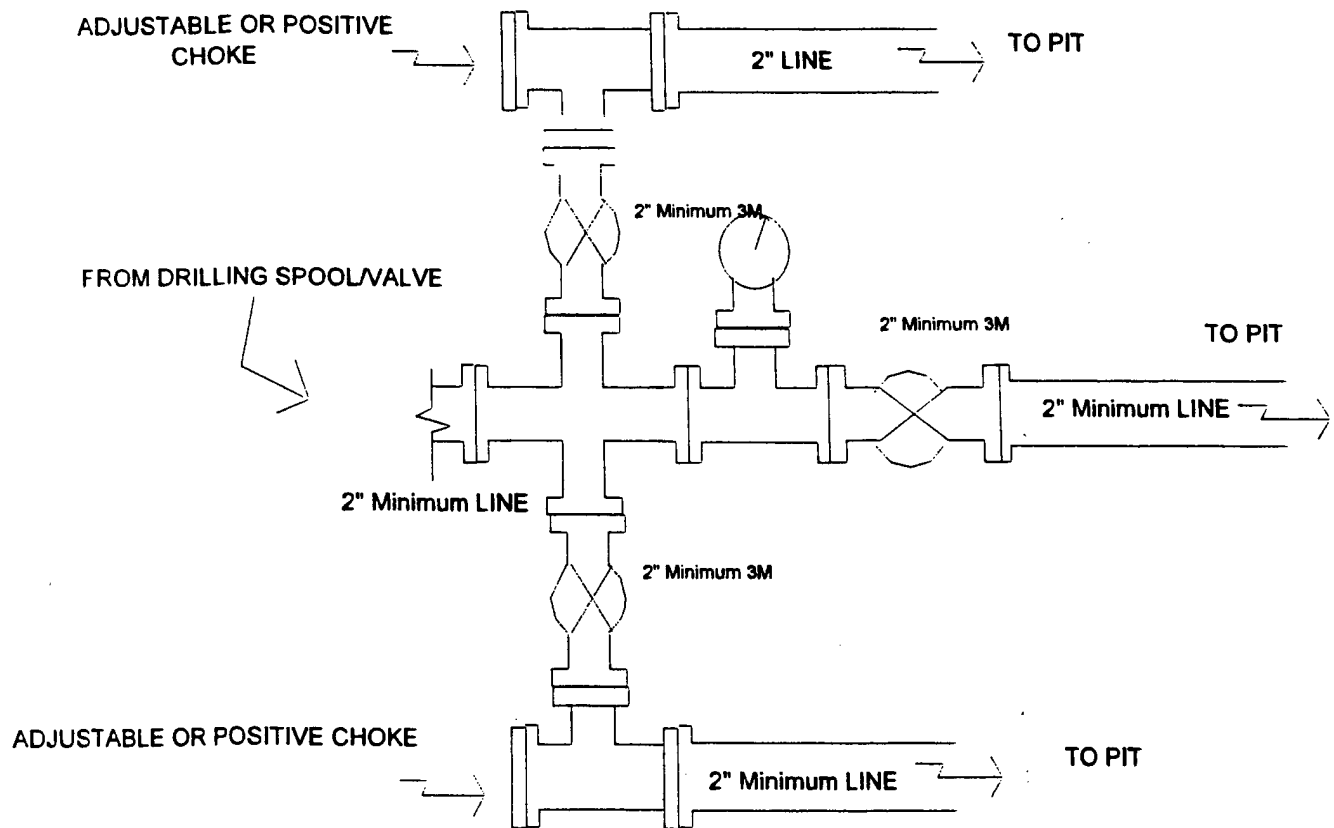 ADJUSTABLE OR POSITIVE
CHOKE
2" LINE
TO PIT
2" Minimum 3M
FROM DRILLING SPOOL/VALVE
2" Minimum 3M
TO PIT
2" Minimum LINE
2" Minimum LINE
2" Minimum 3M
ADJUSTABLE OR POSITIVE CHOKE
TO PIT
2" Minimum LINE